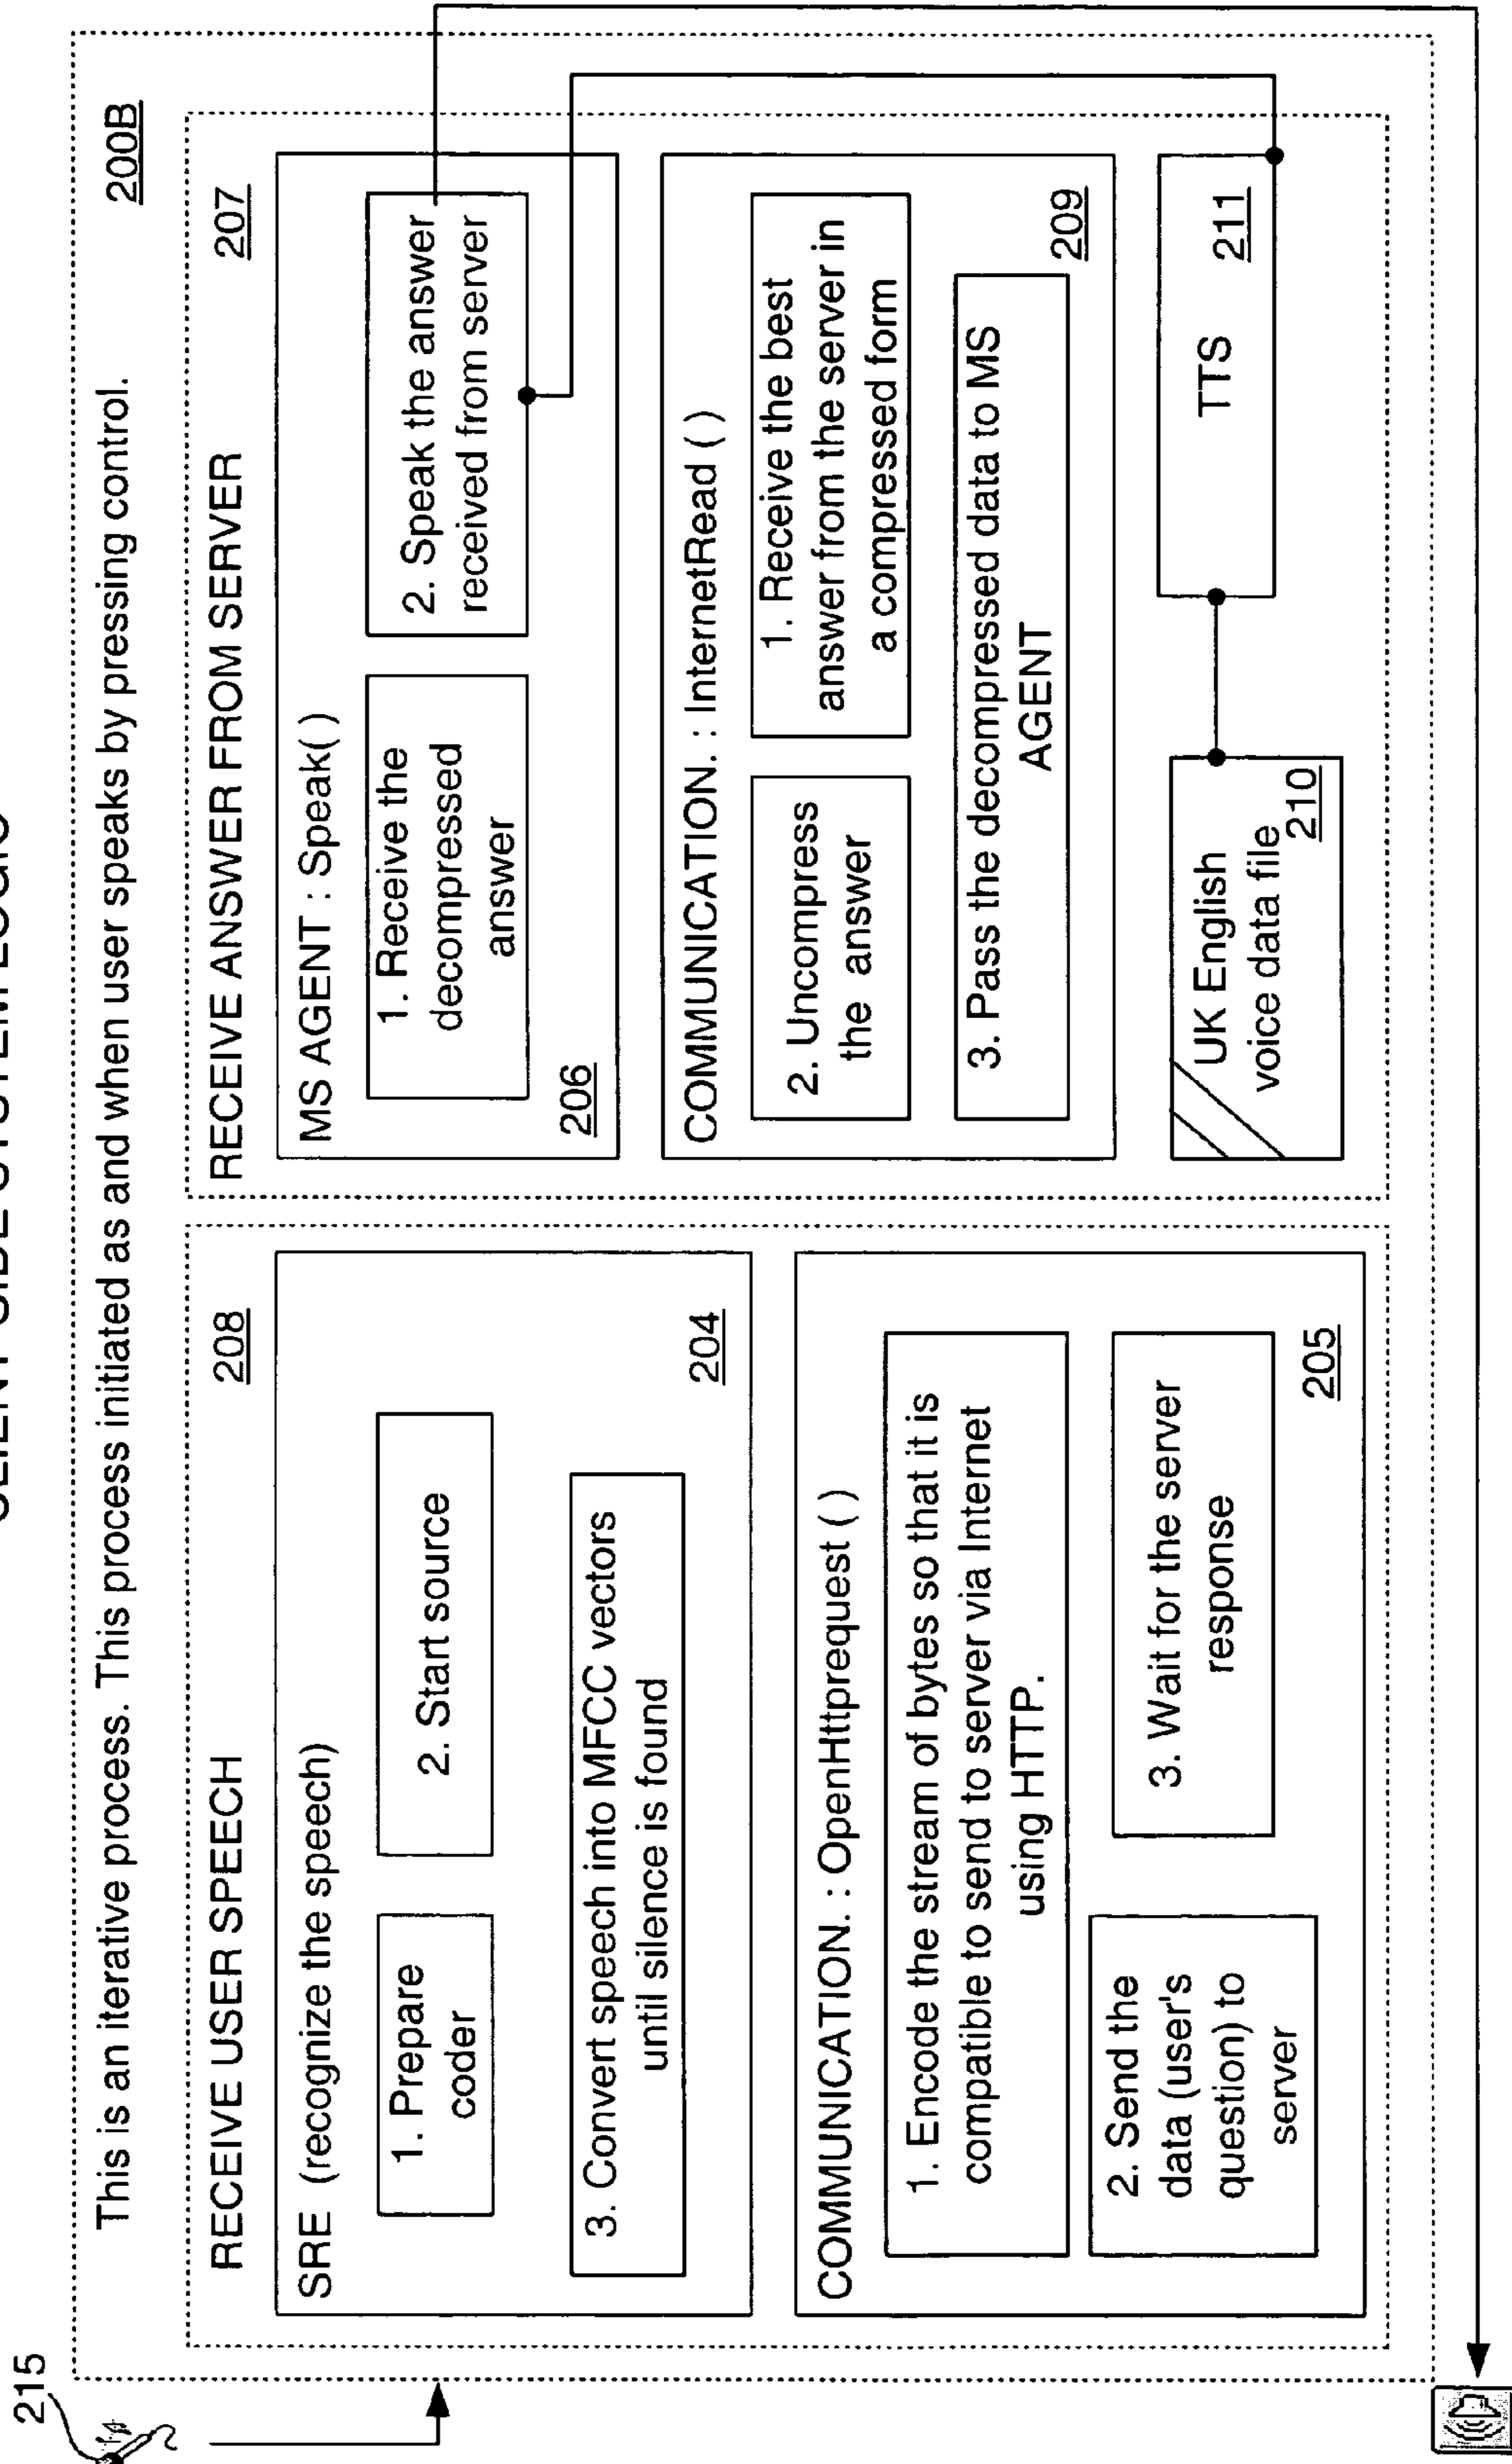 CLIENT SIDE SYSTEM LOGIC
215
This is an iterative process. This process initiated as and when user speaks by pressing control.
200B
RECEIVE USER SPEECH
208
SRE (recognize the speech)
1. Prepare
coder
2. Start source
3. Convert speech into MFCC vectors
until silence is found
204
COMMUNICATION. : OpenHttprequest ( )
1. Encode the stream of bytes so that it is
compatible to send to server via Internet
using HTTP.
2. Send the
data (user's
question) to
server
3. Wait for the server
response
205
RECEIVE ANSWER FROM SERVER
207
MS AGENT : Speak( )
1. Receive the
decompressed
answer
2. Speak the answer
received from server
206
COMMUNICATION. : InternetRead ( )
2. Uncompress
the answer
1. Receive the best
answer from the server in
a compressed form
3. Pass the decompressed data to MS
AGENT
209
UK English
voice data file
210
TTS
211